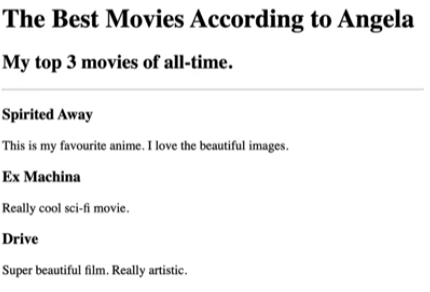 The Best Movies According to Angela
My top 3 movies of all-time.
Spirited Away
This is my favourite anime. I love the beautiful images.
Ex Machina
Really cool sci-fi movie.
Drive
Super beautiful film. Really artistic.